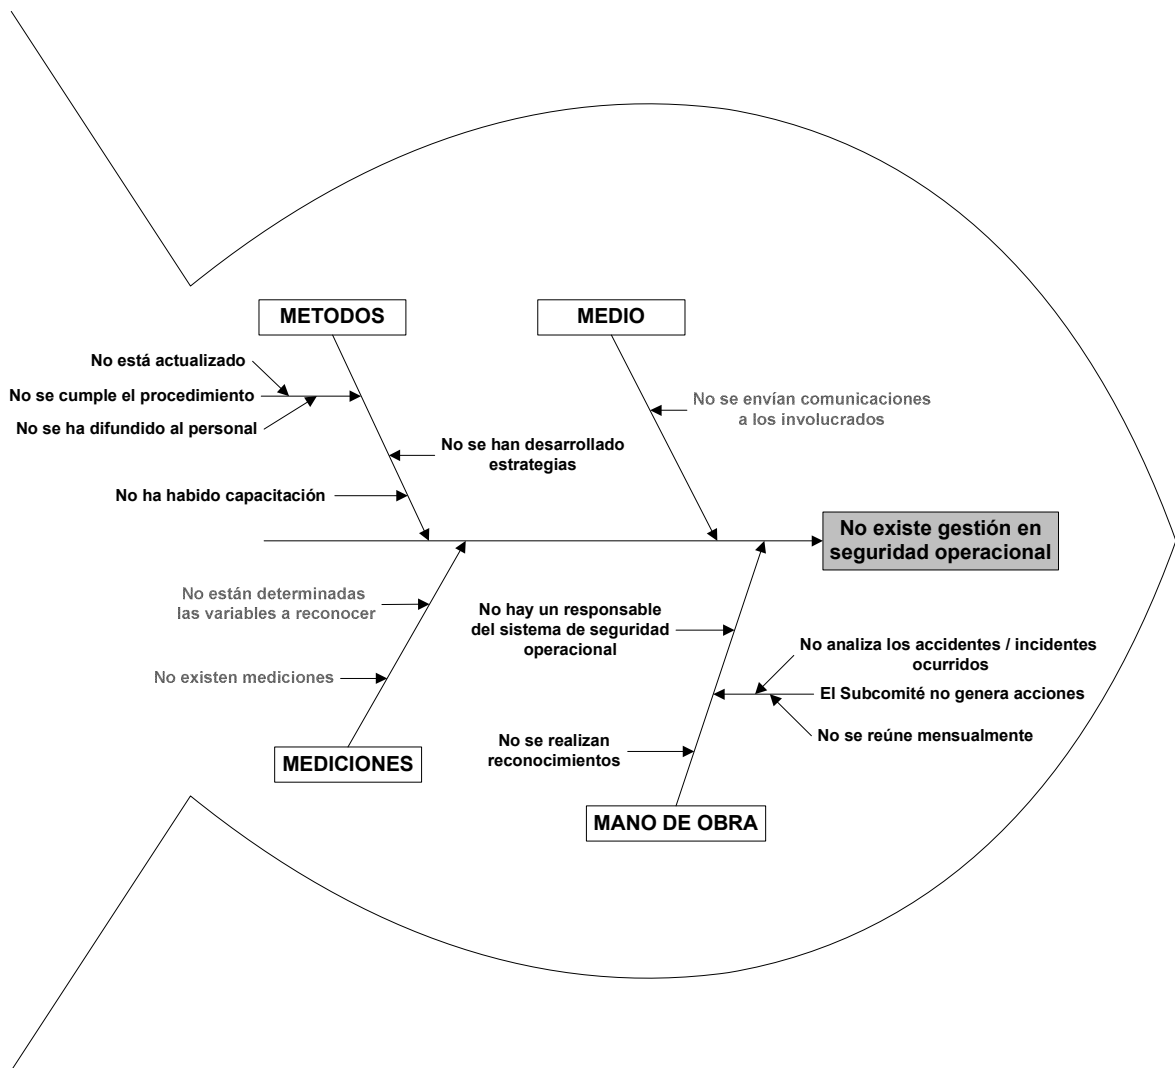 METODOS
MEDIO
No está actualizado
No se cumple el procedimiento
No se ha difundido al personal
No se envían comunicaciones
a los involucrados
No se han desarrollado
estrategias
No ha habido capacitación
No existe gestión en
seguridad operacional
No están determinadas
las variables a reconocer
No existen mediciones
MEDICIONES
No hay un responsable
del sistema de seguridad
operacional
No analiza los accidentes / incidentes
ocurridos
El Subcomité no genera acciones
No se reúne mensualmente
No se realizan
reconocimientos
MANO DE OBRA